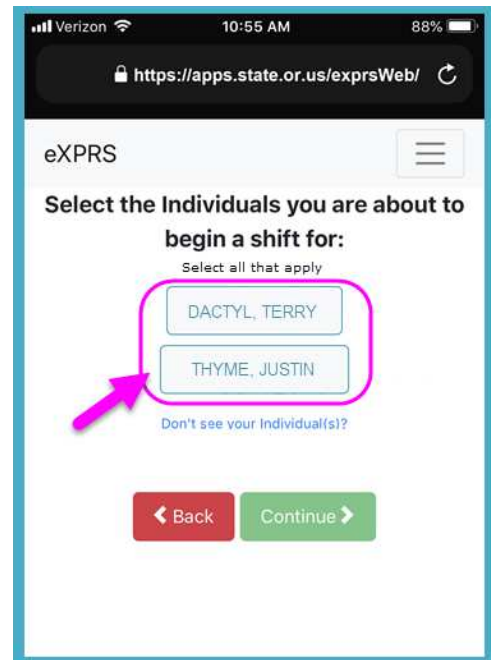 Verizon 10:55 AM 88%
https://apps.state.or.us/exprsWeb/
eXPRS
Select the Individuals you are about to
begin a shift for:
Select all that apply
DACTYL, TERRY
THYME, JUSTIN
Don't see your Individual(s)?
Back Continue